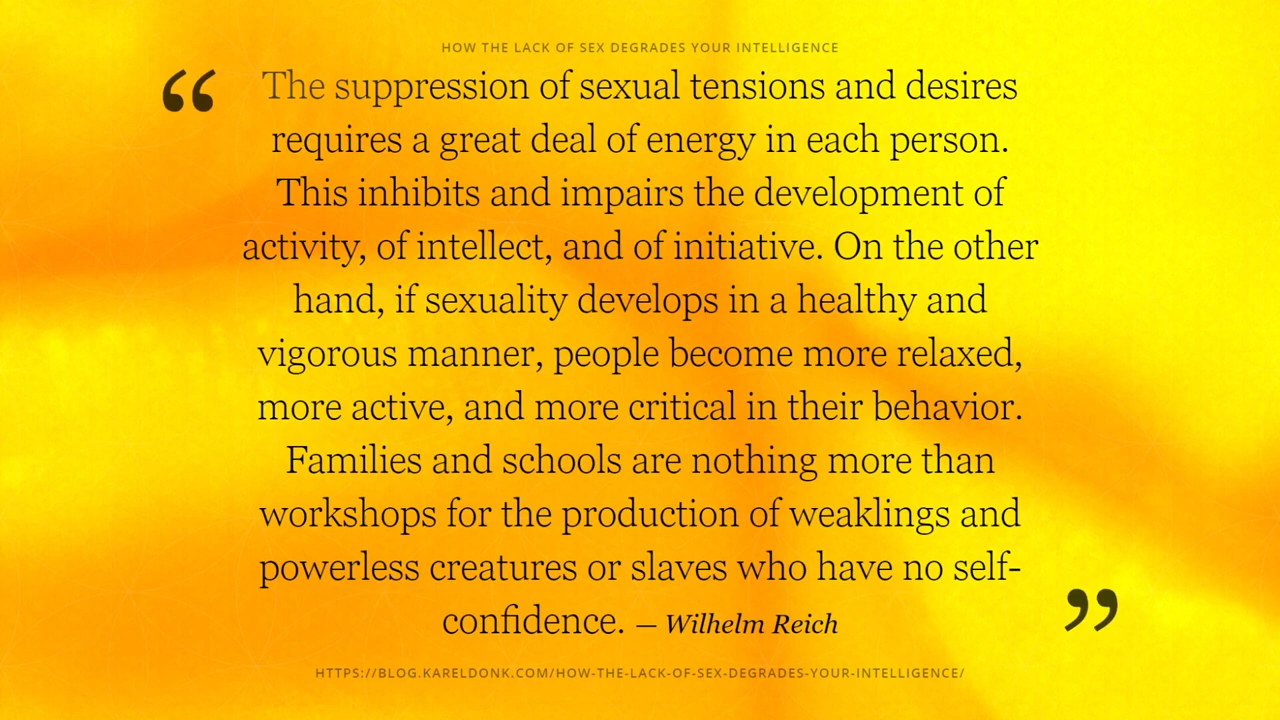 HOW THE LACK OF SEX DEGRADES YOUR INTELLIGENCE
“ The suppression of sexual tensions and desires
requires a great deal of energy in each person.
This inhibits and impairs the development of
activity, of intellect, and of initiative. On the other
hand, if sexuality develops in a healthy and
vigorous manner, people become more relaxed,
more active, and more critical in their behavior.
Families and schools are nothing more than
workshops for the production of weaklings and
powerless creatures or slaves who have no self-
confidence. — Wilhelm Reich ”
HTTPS://BLOG.KARELDONK.COM/HOW-THE-LACK-OF-SEX-DEGRADES-YOUR-INTELLIGENCE/